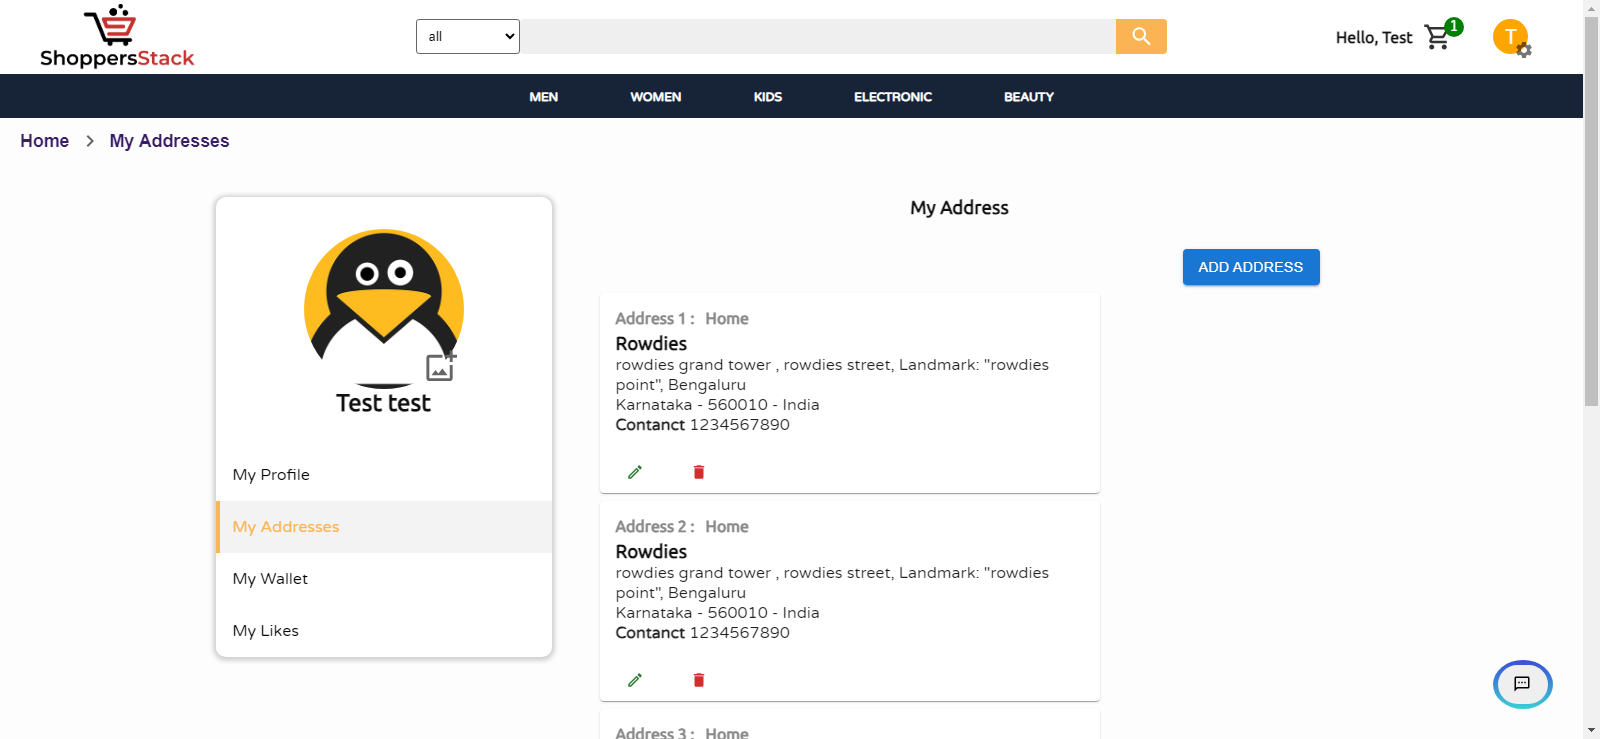 ShoppersStack
all
Hello, Test
1
T
MEN WOMEN KIDS ELECTRONIC BEAUTY
Home > My Addresses
Test test
My Profile
My Addresses
My Wallet
My Likes
My Address
ADD ADDRESS
Address 1 : Home
Rowdies
rowdies grand tower , rowdies street, Landmark: "rowdies
point", Bengaluru
Karnataka - 560010 - India
Contanct 1234567890
Address 2 : Home
Rowdies
rowdies grand tower , rowdies street, Landmark: "rowdies
point", Bengaluru
Karnataka - 560010 - India
Contanct 1234567890
Address 3 : Home